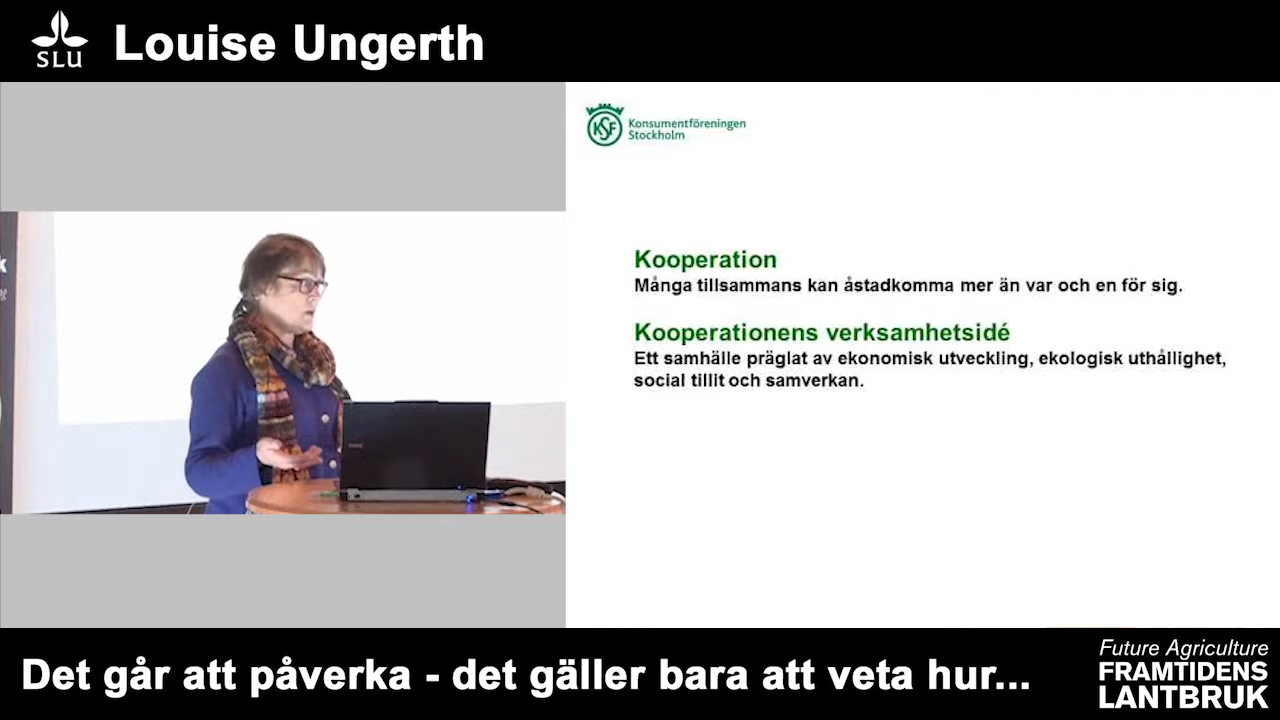 SLU
Louise Ungerth
KSF
Konsumentföreningen
Stockholm
Kooperation
Många tillsammans kan åstadkomma mer än var och en för sig.
Kooperationens verksamhetsidé
Ett samhälle präglat av ekonomisk utveckling, ekologisk uthållighet,
social tillit och samverkan.
Det går att påverka - det gäller bara att veta hur...
Future Agriculture
FRAMTIDENS
LANTBRUK